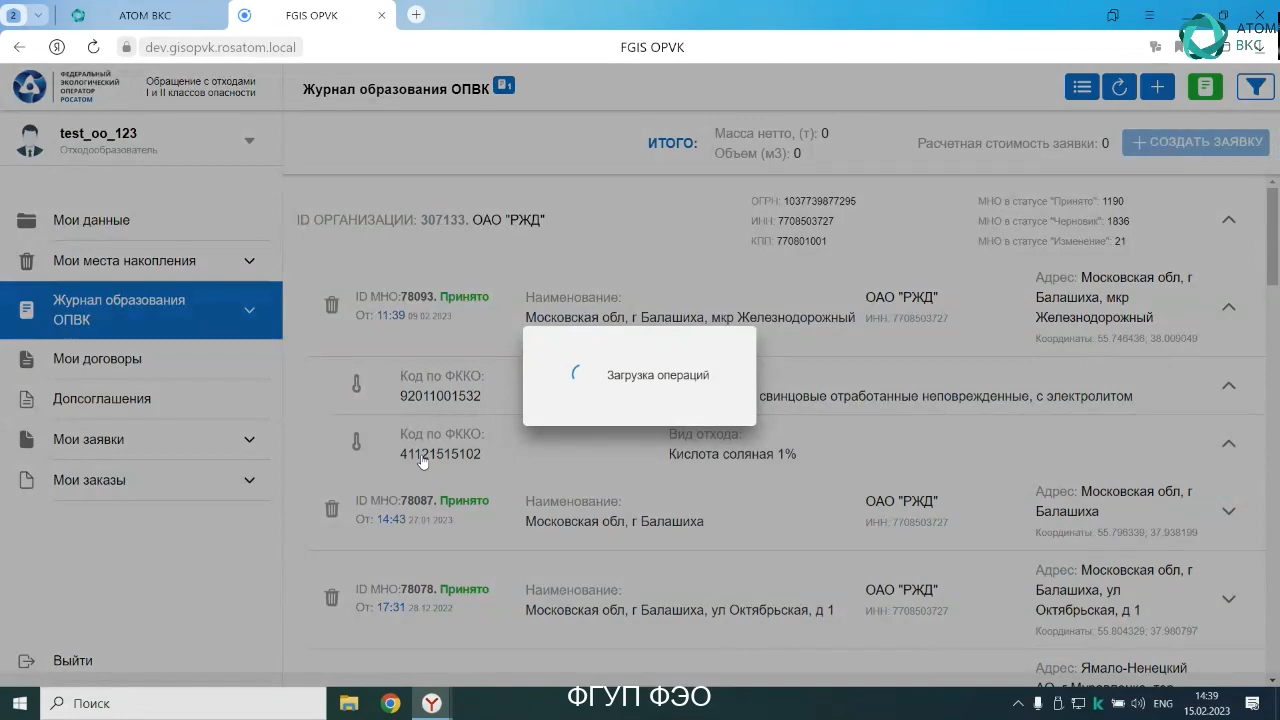 2
АТОМ ВКС
FGIS OPVK
dev.gisopvk.rosatom.local
FGIS OPVK
АТОМ
ВКС
ФЕДЕРАЛЬНЫЙ
ЭКОЛОГИЧЕСКИЙ
ОПЕРАТОР
РОСАТОМ
Обращение с отходами
I и II классов опасности
Журнал образования ОПВК
1
test_oo_123
Отходообразователь
ИТОГО:
Масса нетто, (т): 0
Объем (м3): 0
Расчетная стоимость заявки: 0
СОЗДАТЬ ЗАЯВКУ
Мои данные
Мои места накопления
Журнал образования
ОПВК
Мои договоры
Допсоглашения
Мои заявки
Мои заказы
Выйти
ID ОРГАНИЗАЦИИ: 307133. ОАО "РЖД"
ОГРН: 1037739877295
ИНН: 7708503727
КПП: 770801001
МНО в статусе "Принято": 1190
МНО в статусе "Черновик": 1836
МНО в статусе "Изменение": 21
ID МНО:78093. Принято
От: 11:39 09.02.2023
Наименование:
Московская обл, г Балашиха, мкр Железнодорожный
ОАО "РЖД"
ИНН: 7708503727
Адрес: Московская обл, г
Балашиха, мкр
Железнодорожный
Координаты: 55.746436; 38.009049
Код по ФККО:
92011001532
свинцовые отработанные неповрежденные, с электролитом
Загрузка операций
Код по ФККО:
41121515102
Вид отхода:
Кислота соляная 1%
ID МНО:78087. Принято
От: 14:43 27.01.2023
Наименование:
Московская обл, г Балашиха
ОАО "РЖД"
ИНН: 7708503727
Адрес: Московская обл, г
Балашиха
Координаты: 55.796339; 37.938199
ID МНО:78078. Принято
От: 17:31 28.12.2022
Наименование:
Московская обл, г Балашиха, ул Октябрьская, д 1
ОАО "РЖД"
ИНН: 7708503727
Адрес: Московская обл, г
Балашиха, ул
Октябрьская, д 1
Координаты: 55.804329; 37.960797
Адрес: Ямало-Ненецкий
Поиск
ФГУП ФЭО
ENG
14:39
15.02.2023